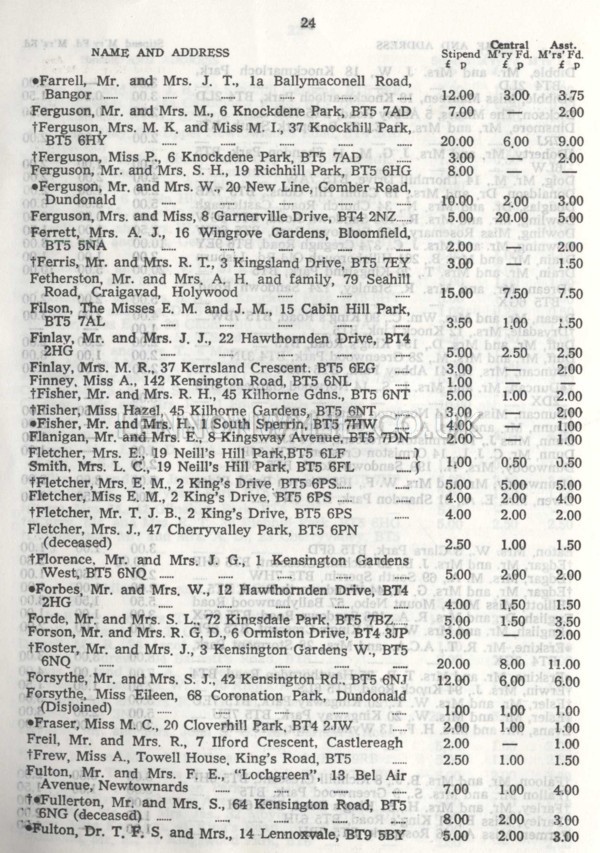 24
Central Asst.
NAME AND ADDRESS Stipend M'ry Fd. M'rs' Fd.
£ p £ p £ p
●Farrell, Mr. and Mrs. J. T., 1a Ballymaconell Road,
Bangor ...... ...... ...... ...... ...... 12.00 3.00 3.75
Ferguson, Mr. and Mrs. M., 6 Knockdene Park, BT5 7AD 7.00 — 2.00
†Ferguson, Mrs. M. K. and Miss M. I., 37 Knockhill Park,
BT5 6HY ...... ...... ...... ...... ...... 20.00 6.00 9.00
†Ferguson, Miss P., 6 Knockdene Park, BT5 7AD ...... 3.00 — 2.00
Ferguson, Mr. and Mrs. S. H., 19 Richhill Park, BT5 6HG 8.00 — —
●Ferguson, Mr. and Mrs. W., 20 New Line, Comber Road,
Dundonald ...... ...... ...... ...... 10.00 2.00 3.00
Ferguson, Mrs. and Miss, 8 Garnerville Drive, BT4 2NZ...... 5.00 20.00 5.00
Ferrett, Mrs. A. J., 16 Wingrove Gardens, Bloomfield,
BT5 5NA ...... ...... ...... ...... ...... 2.00 — 2.00
†Ferris, Mr. and Mrs. R. T., 3 Kingsland Drive, BT5 7EY 3.00 — 1.50
Fetherston, Mr. and Mrs. A. H. and family, 79 Seahill
Road, Craigavad, Holywood ...... ...... ...... 15.00 7.50 7.50
Filson, The Misses E. M. and J. M., 15 Cabin Hill Park,
BT5 7AL ...... ...... ...... ...... ...... 3.50 1.00 1.50
Finlay, Mr. and Mrs. J. J., 22 Hawthornden Drive, BT4
2HG ...... ...... ...... ...... ...... 5.00 2.50 2.50
Finlay, Mrs. M. R., 37 Kerrsland Crescent. BT5 6EG ...... 3.00 — 2.00
Finney, Miss A., 142 Kensington Road, BT5 6NL ...... 1.00 — —
†Fisher, Mr. and Mrs. R. H., 45 Kilhorne Gdns., BT5 6NT 5.00 1.00 2.00
†Fisher, Miss Hazel, 45 Kilhorne Gardens, BT5 6NT ...... 3.00 — 2.00
●Fisher, Mr. and Mrs. H., 1 South Sperrin, BT5 7HW ...... 4.00 — 1.00
Flanigan, Mr. and Mrs. E., 8 Kingsway Avenue, BT5 7DN 2.00 — 1.00
Fletcher, Mrs. E., 19 Neill's Hill Park,BT5 6LF ...... }
Smith, Mrs. L. C., 19 Neill's Hill Park, BT5 6FL ...... } 1.00 0.50 0.50
†Fletcher, Mrs. E. M., 2 King's Drive, BT5 6PS...... ...... 5.00 5.00 5.00
Fletcher, Miss E. M., 2 King's Drive, BT5 6PS ...... ...... 4.00 2.00 4.00
†Fletcher, Mr. T. J. B., 2 King's Drive, BT5 6PS ...... 4.00 2.00 2.00
Fletcher, Mrs. J., 47 Cherryvalley Park, BT5 6PN
(deceased) ...... ...... ...... ...... 2.50 1.00 1.50
†Florence, Mr. and Mrs. J. G., 1 Kensington Gardens
West, BT5 6NQ ...... ...... ...... ...... 5.00 2.00 2.00
●Forbes, Mr. and Mrs. W., 12 Hawthornden Drive, BT4
2HG ...... ...... ...... ...... ...... 4.00 1.50 1.50
Forde, Mr. and Mrs. S. L., 72 Kingsdale Park, BT5 7BZ...... 5.00 1.50 3.50
Forson, Mr. and Mrs. R. G. D., 6 Ormiston Drive, BT4 3JP 3.00 — 2.00
†Foster, Mr. and Mrs. J., 3 Kensington Gardens W., BT5
6NQ ...... ...... ...... ...... ...... 20.00 8.00 11.00
Forsythe, Mr. and Mrs. S. J., 42 Kensington Rd., BT5 6NJ 12.00 6.00 6.00
Forsythe, Miss Eileen, 68 Coronation Park, Dundonald
(Disjoined) ...... ...... ...... ...... 1.00 1.00 1.00
●Fraser, Miss M. C., 20 Cloverhill Park, BT4 2JW ...... 2.00 1.00 1.00
Freil, Mr. and Mrs. R., 7 Ilford Crescent, Castlereagh 2.00 — 1.00
†Frew, Miss A., Towell House, King's Road, BT5 ...... 2.50 1.00 1.50
Fulton, Mr. and Mrs. F. E., "Lochgreen", 13 Bel Air
Avenue, Newtownards ...... ...... ...... 7.00 1.00 4.00
†●Fullerton, Mr. and Mrs. S., 64 Kensington Road, BT5
6NG (deceased) ...... ...... ...... ...... 8.00 2.00 3.00
●Fulton, Dr. T. F. S. and Mrs., 14 Lennoxvale, BT9 5BY 5.00 2.00 3.00